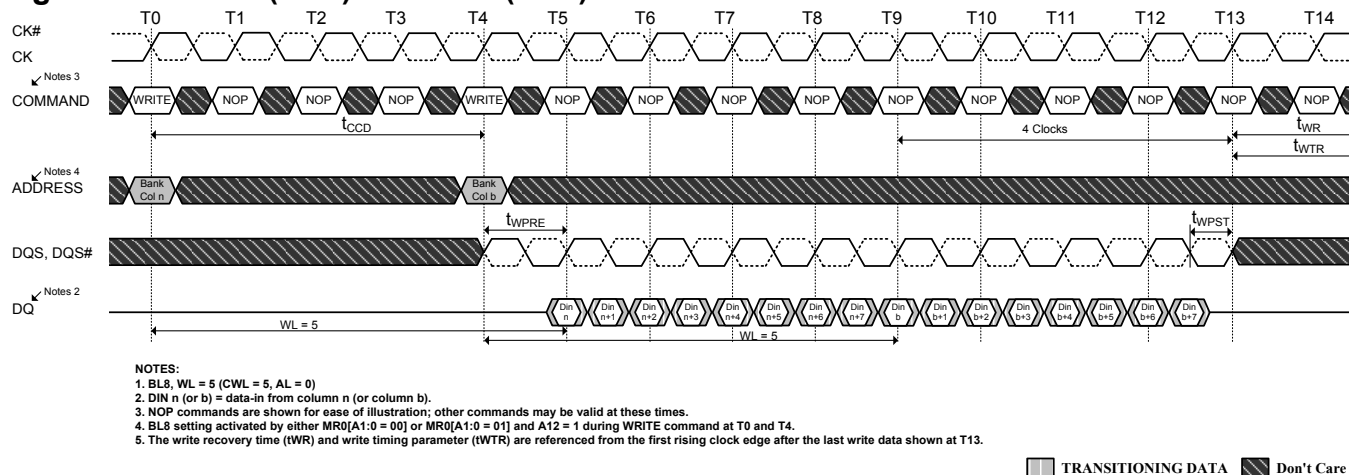 T0 T1 T2 T3 T4 T5 T6 T7 T8 T9 T10 T11 T12 T13 T14
CK#
CK
Notes 3
COMMAND
WRITE NOP NOP NOP WRITE NOP NOP NOP NOP NOP NOP NOP NOP NOP NOP
tCCD
4 Clocks
tWR
tWTR
Notes 4
ADDRESS
Bank Bank
Col n Col b
tWPRE
tWPST
DQS, DQS#
Notes 2
DQ
Din Din Din Din Din Din Din Din Din Din Din Din Din Din Din Din
n n+1 n+2 n+3 n+4 n+5 n+6 n+7 b b+1 b+2 b+3 b+4 b+5 b+6 b+7
WL = 5
WL = 5
NOTES:
1. BL8, WL = 5 (CWL = 5, AL = 0)
2. DIN n (or b) = data-in from column n (or column b).
3. NOP commands are shown for ease of illustration; other commands may be valid at these times.
4. BL8 setting activated by either MR0[A1:0 = 00] or MR0[A1:0 = 01] and A12 = 1 during WRITE command at T0 and T4.
5. The write recovery time (tWR) and write timing parameter (tWTR) are referenced from the first rising clock edge after the last write data shown at T13.
TRANSITIONING DATA Don't Care